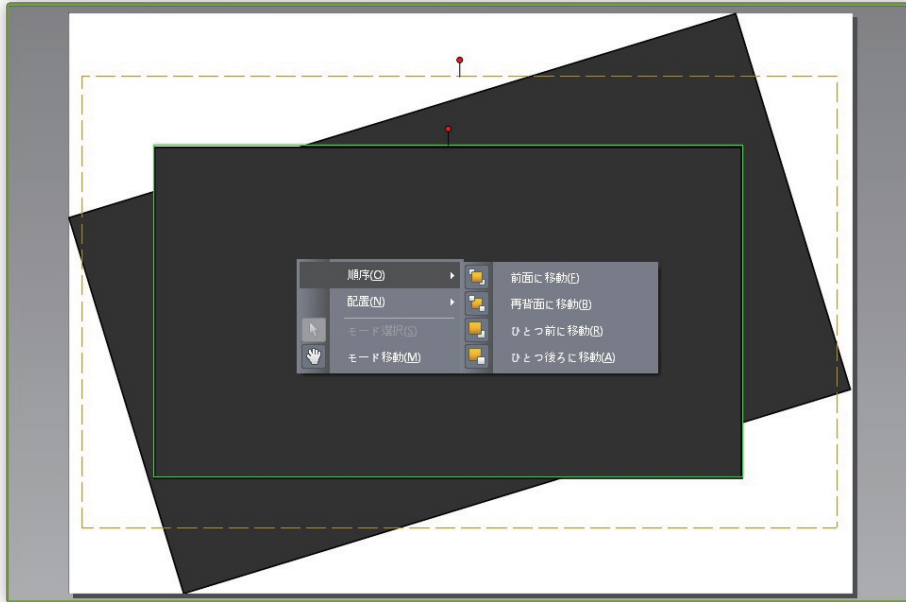 順序(O)
配置(N)
モード選択(S)
モード移動(M)
前面に移動(F)
再背面に移動(B)
ひとつ前に移動(R)
ひとつ後ろに移動(A)